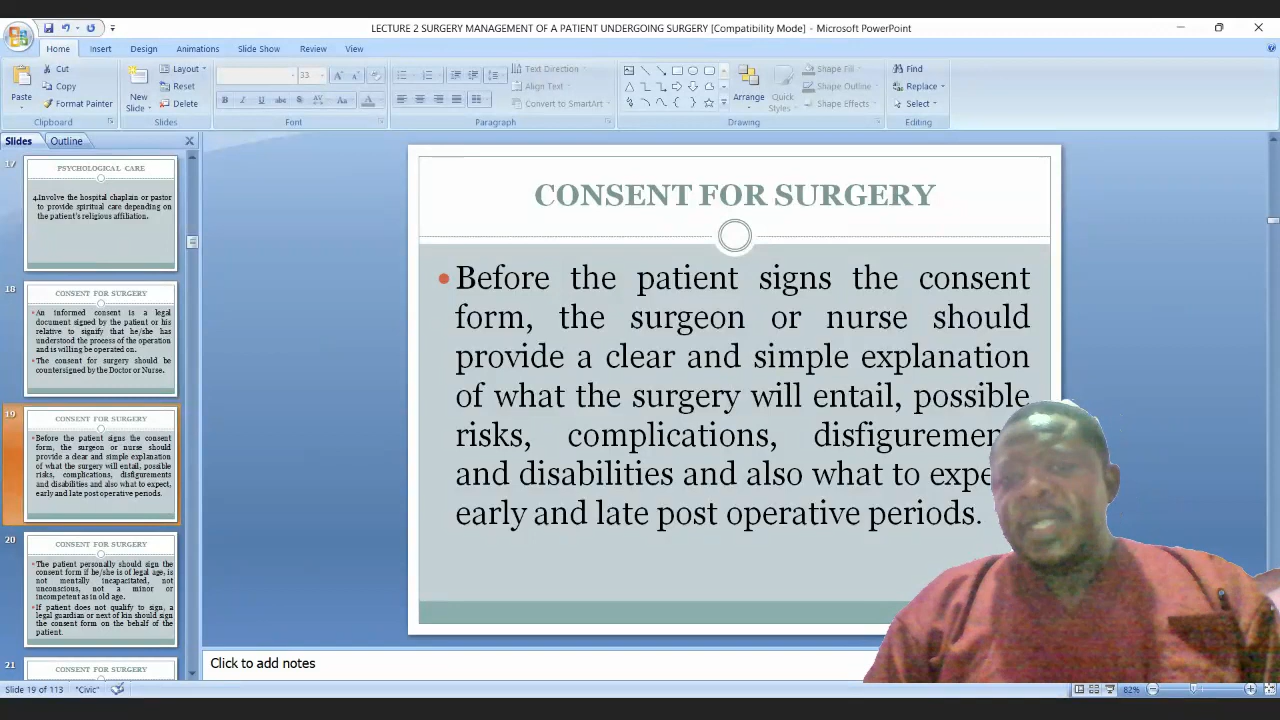 LECTURE 2 SURGERY MANAGEMENT OF A PATIENT UNDERGOING SURGERY [Compatibility Mode] - Microsoft PowerPoint
Home Insert Design Animations Slide Show Review View
Paste
Cut
Copy
Format Painter
Clipboard
New Slide
Layout
Reset
Delete
Slides
33
B I U abc S AV Aa A
Font
Text Direction
Align Text
Convert to SmartArt
Paragraph
Arrange
Quick Styles
Shape Fill
Shape Outline
Shape Effects
Drawing
Find
Replace
Select
Editing
Slides Outline
17
PSYCHOLOGICAL CARE
4.Involve the hospital chaplain or pastor
to provide spiritual care depending on
the patient's religious affiliation.
18
CONSENT FOR SURGERY
• An informed consent is a legal
document signed by the patient or his
relative to signify that he/she has
understood the process of the operation
and is willing to be operated on.
• The consent for surgery should be
countersigned by the Doctor or Nurse.
19
CONSENT FOR SURGERY
• Before the patient signs the consent
form, the surgeon or nurse should
provide a clear and simple explanation
of what the surgery will entail, possible
risks, complications, disfigurements
and disabilities and also what to expect,
early and late post operative periods.
20
CONSENT FOR SURGERY
• The patient personally should sign the
consent form if he/she is of legal age, is
not mentally incapacitated, not
unconscious, not a minor or
incompetent as in old age.
• If patient does not qualify to sign, a
legal guardian or next of kin should sign
the consent form on the behalf of the
patient.
21
CONSENT FOR SURGERY
CONSENT FOR SURGERY
• Before the patient signs the consent
form, the surgeon or nurse should
provide a clear and simple explanation
of what the surgery will entail, possible
risks, complications, disfiguremen
and disabilities and also what to expe
early and late post operative periods.
Click to add notes
Slide 19 of 113 "Civic" 82%